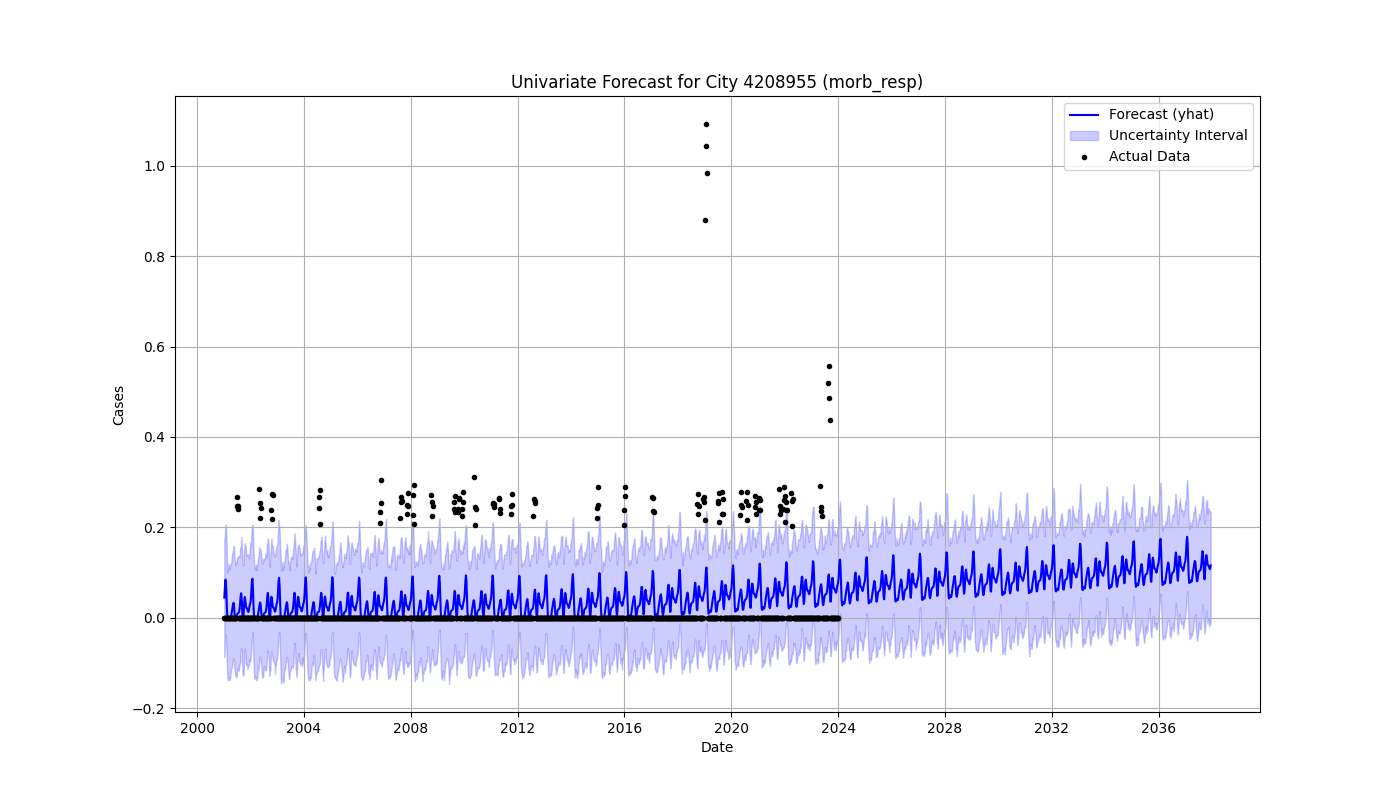 Univariate Forecast for City 4208955 (morb_resp)
Forecast (yhat)
Uncertainty Interval
Actual Data
1.0
0.8
0.6
0.4
0.2
0.0
−0.2
Cases
2000 2004 2008 2012 2016 2020 2024 2028 2032 2036
Date